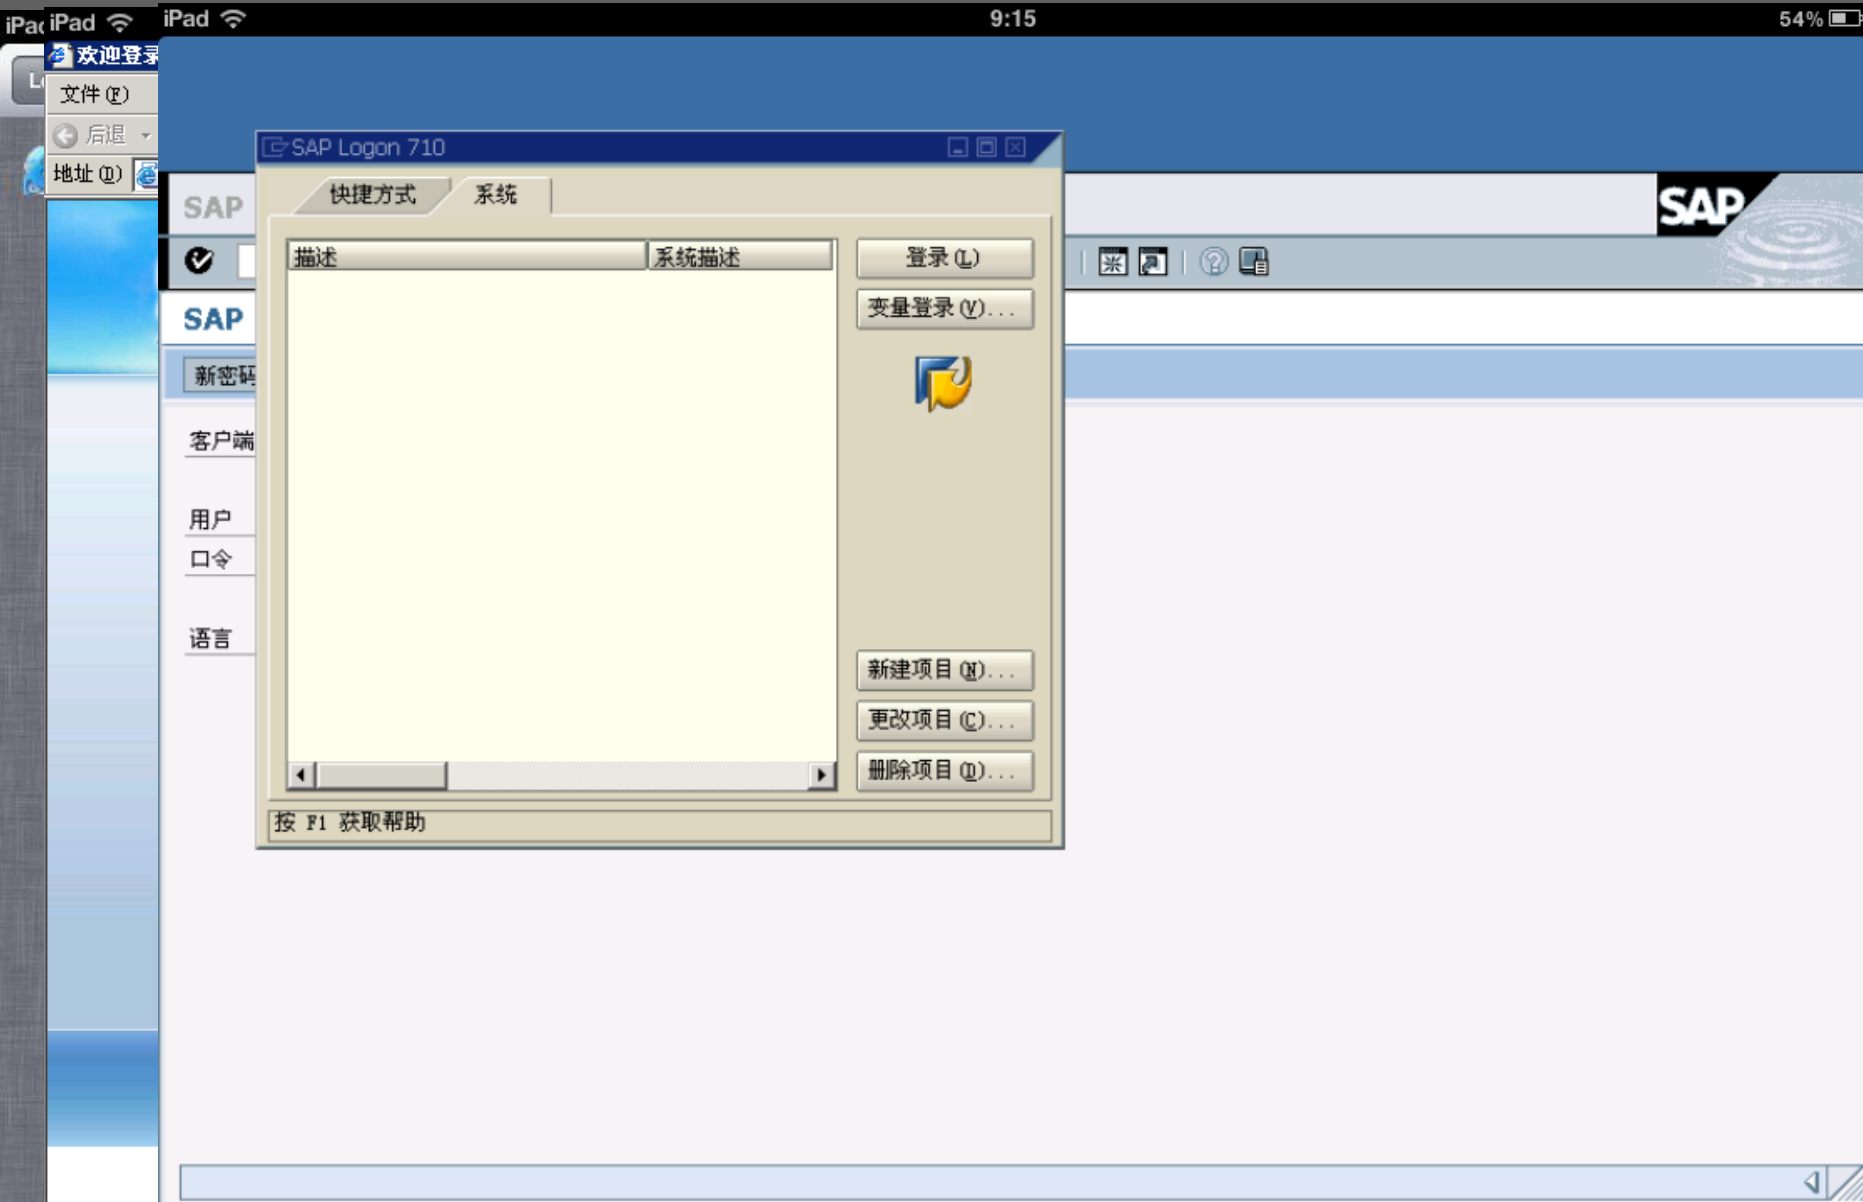 iPad
iPad
iPad 9:15 54%
欢迎登录
文件(F)
后退
地址(D)
SAP Logon 710
快捷方式 系统
SAP
SAP
描述 系统描述
登录(L)
变量登录(V)...
SAP
新密码
客户端
用户
口令
语言
新建项目(N)...
更改项目(C)...
删除项目(D)...
按 F1 获取帮助